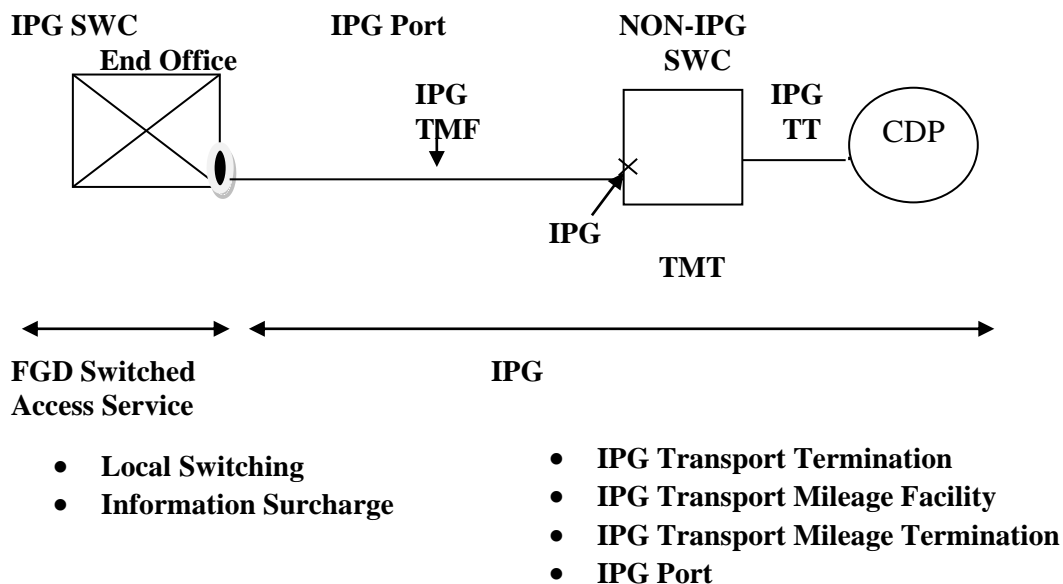 IPG SWC
End Office
IPG Port
NON-IPG
SWC
IPG
TMF
IPG
TT
CDP
IPG
TMT
FGD Switched
Access Service
IPG
• Local Switching
• Information Surcharge
• IPG Transport Termination
• IPG Transport Mileage Facility
• IPG Transport Mileage Termination
• IPG Port